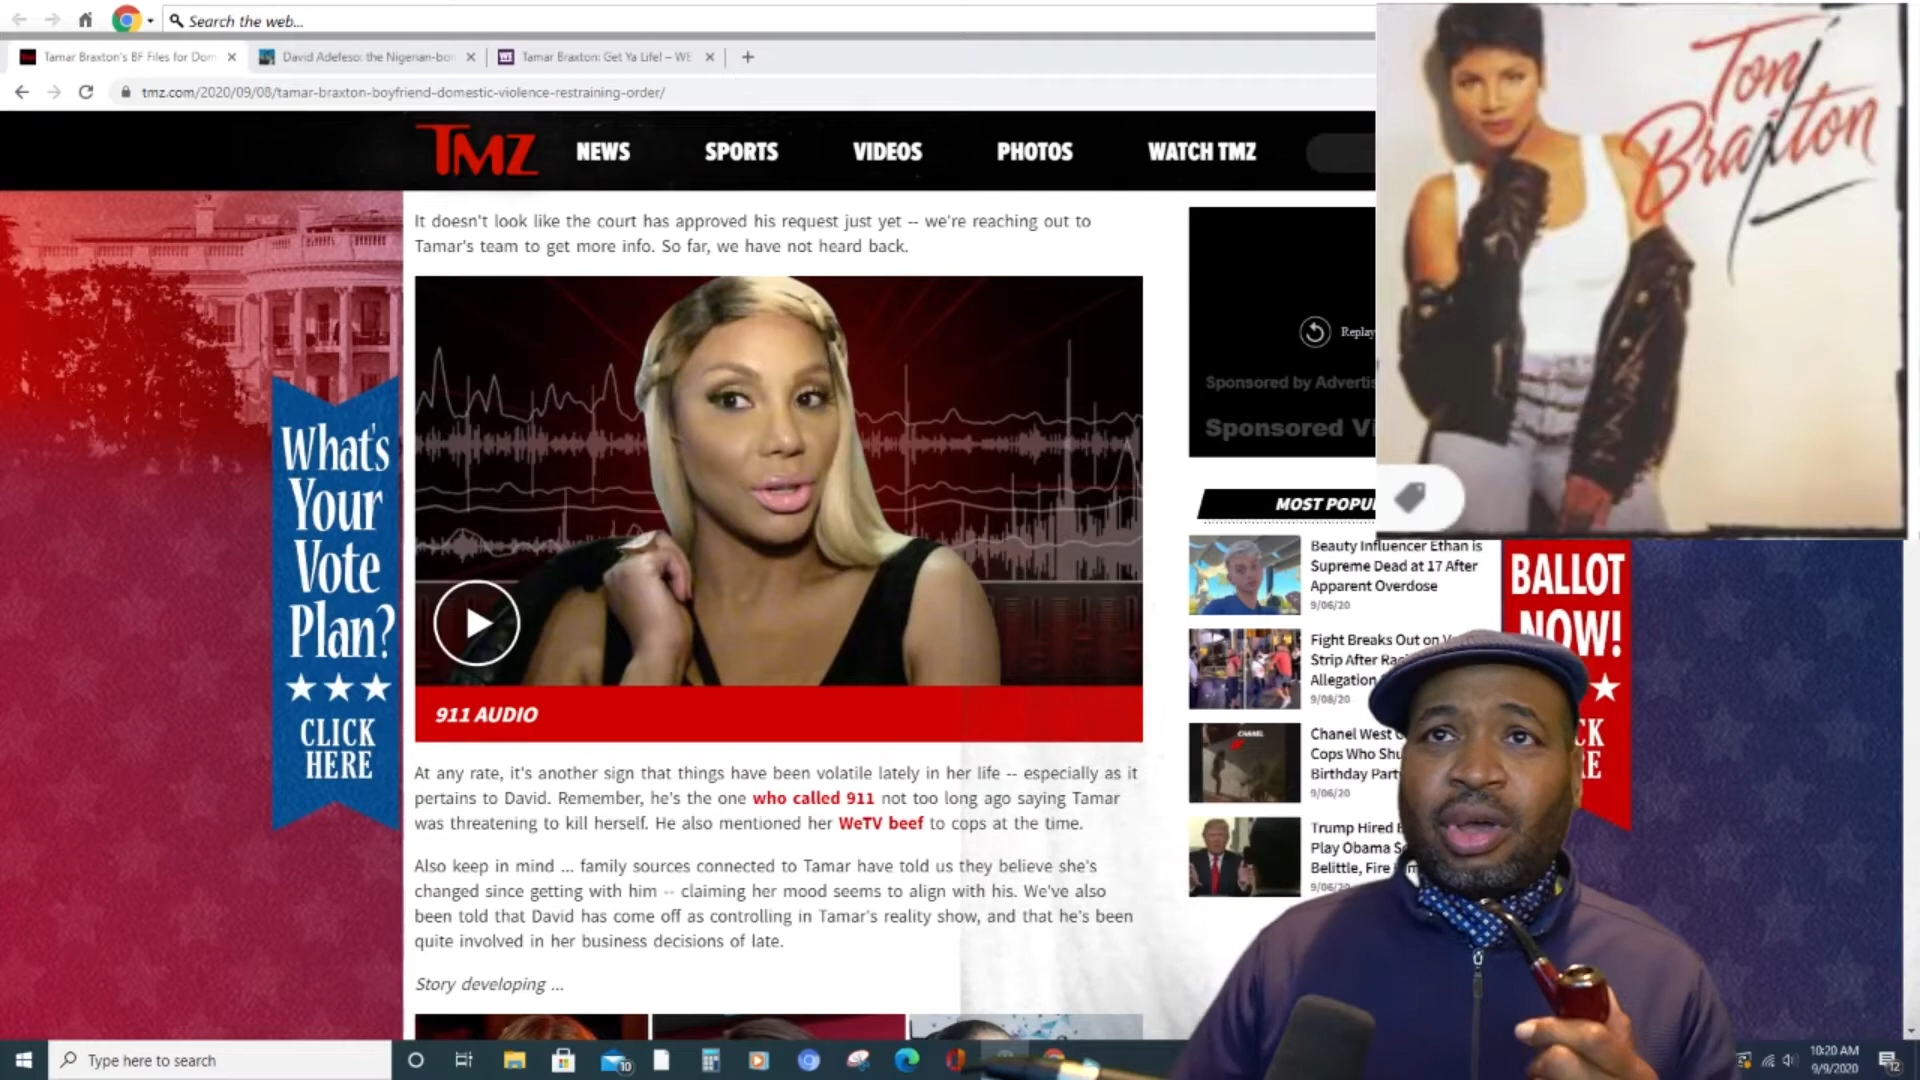 Search the web...
Tamar Braxton's BF Files for Dom
David Adefeso: the Nigerian-bor
Tamar Braxton: Get Ya Life! – WE
tmz.com/2020/09/08/tamar-braxton-boyfriend-domestic-violence-restraining-order/
TMZ
NEWS
SPORTS
VIDEOS
PHOTOS
WATCH TMZ
Toni
Braxton
It doesn't look like the court has approved his request just yet -- we're reaching out to
Tamar's team to get more info. So far, we have not heard back.
What's
Your
Vote
Plan?
CLICK
HERE
911 AUDIO
At any rate, it's another sign that things have been volatile lately in her life -- especially as it
pertains to David. Remember, he's the one who called 911 not too long ago saying Tamar
was threatening to kill herself. He also mentioned her WeTV beef to cops at the time.
Also keep in mind ... family sources connected to Tamar have told us they believe she's
changed since getting with him -- claiming her mood seems to align with his. We've also
been told that David has come off as controlling in Tamar's reality show, and that he's been
quite involved in her business decisions of late.
Story developing ...
Replay
Sponsored by Advertis
Sponsored Vi
MOST POPU
Beauty Influencer Ethan is
Supreme Dead at 17 After
Apparent Overdose
9/06/20
Fight Breaks Out on
Strip After
Allegation
9/08/20
Chanel West
Cops Who Shu
Birthday Part
9/06/20
CHANEL
Trump Hired
Play Obama
Belittle, Fire
9/06/20
BALLOT
NOW!
CK
RE
Type here to search
10
10:20 AM
9/9/2020
12